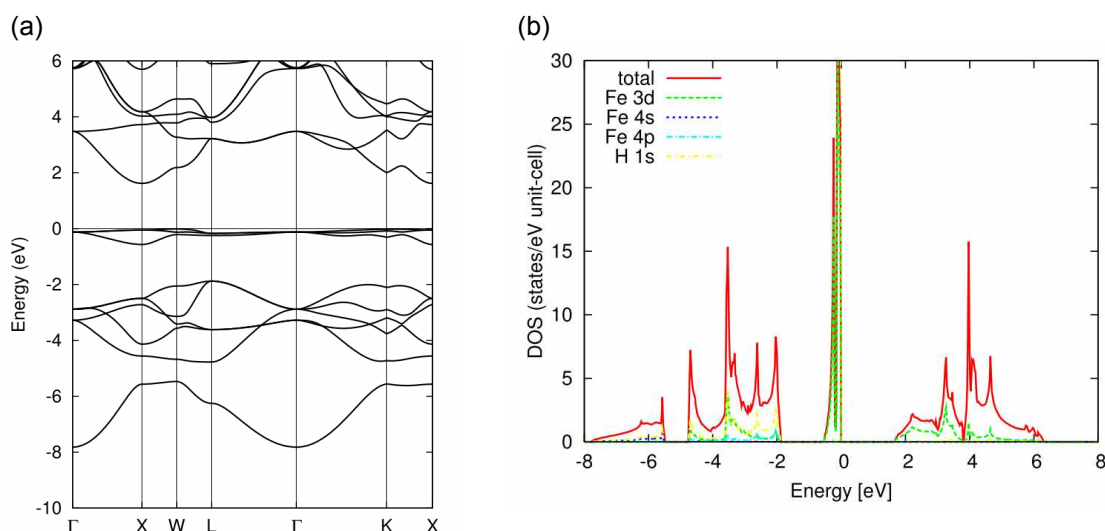 (a)
6
4
2
0
-2
-4
-6
-8
-10
Energy (eV)
Γ X W L Γ K X
(b)
30
25
20
15
10
5
0
DOS (states/eV unit-cell)
total
Fe 3d
Fe 4s
Fe 4p
H 1s
-8 -6 -4 -2 0 2 4 6 8
Energy [eV]